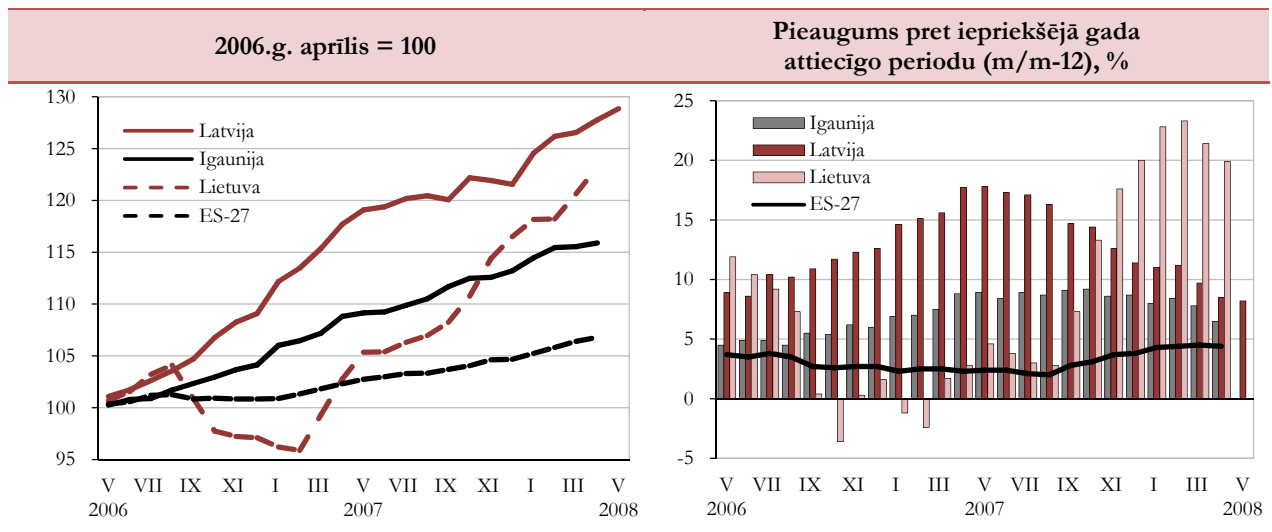 2006.g. aprīlis = 100
Pieaugums pret iepriekšējā gada
attiecīgo periodu (m/m-12), %
130
125
120
115
110
105
100
95
Latvija
Igaunija
Lietuva
ES-27
V VII IX XI I III V VII IX XI I III V
2006 2007 2008
25
20
15
10
5
0
-5
Igaunija
Latvija
Lietuva
ES-27
V VII IX XI I III V VII IX XI I III V
2006 2007 2008